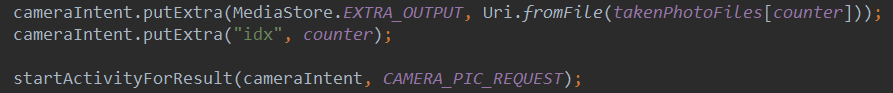 cameraIntent.putExtra(MediaStore.EXTRA_OUTPUT, Uri.fromFile(takenPhotoFiles[counter]));
cameraIntent.putExtra("idx", counter);
startActivityForResult(cameraIntent, CAMERA_PIC_REQUEST);